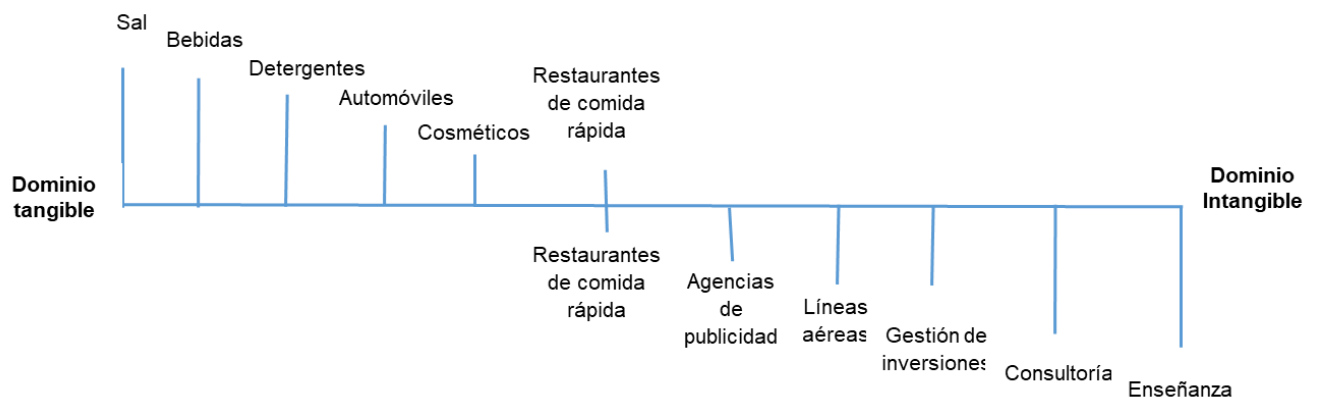 Sal
Bebidas
Detergentes
Automóviles
Cosméticos
Restaurantes
de comida
rápida
Dominio
tangible
Dominio
Intangible
Restaurantes
de comida
rápida
Agencias
de
publicidad
Líneas
aéreas
Gestión de
inversiones
Consultoría
Enseñanza